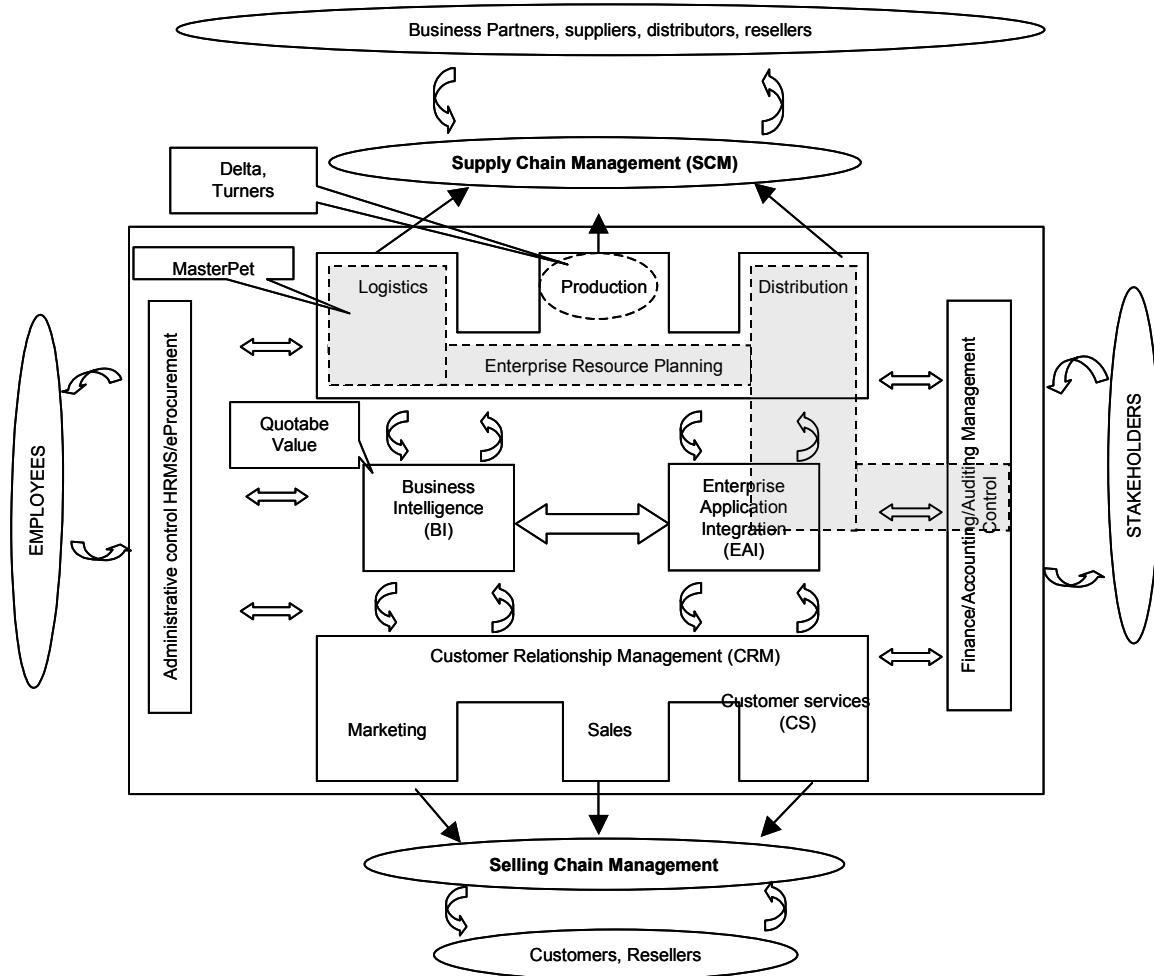 Business Partners, suppliers, distributors, resellers
Supply Chain Management (SCM)
Delta,
Turners
MasterPet
Logistics
Production
Distribution
Enterprise Resource Planning
EMPLOYEES
Administrative control HRMS/eProcurement
Quotabe
Value
Business
Intelligence
(BI)
Enterprise
Application
Integration
(EAI)
Finance/Accounting/Auditing Management
Control
STAKEHOLDERS
Customer Relationship Management (CRM)
Marketing
Sales
Customer services
(CS)
Selling Chain Management
Customers, Resellers